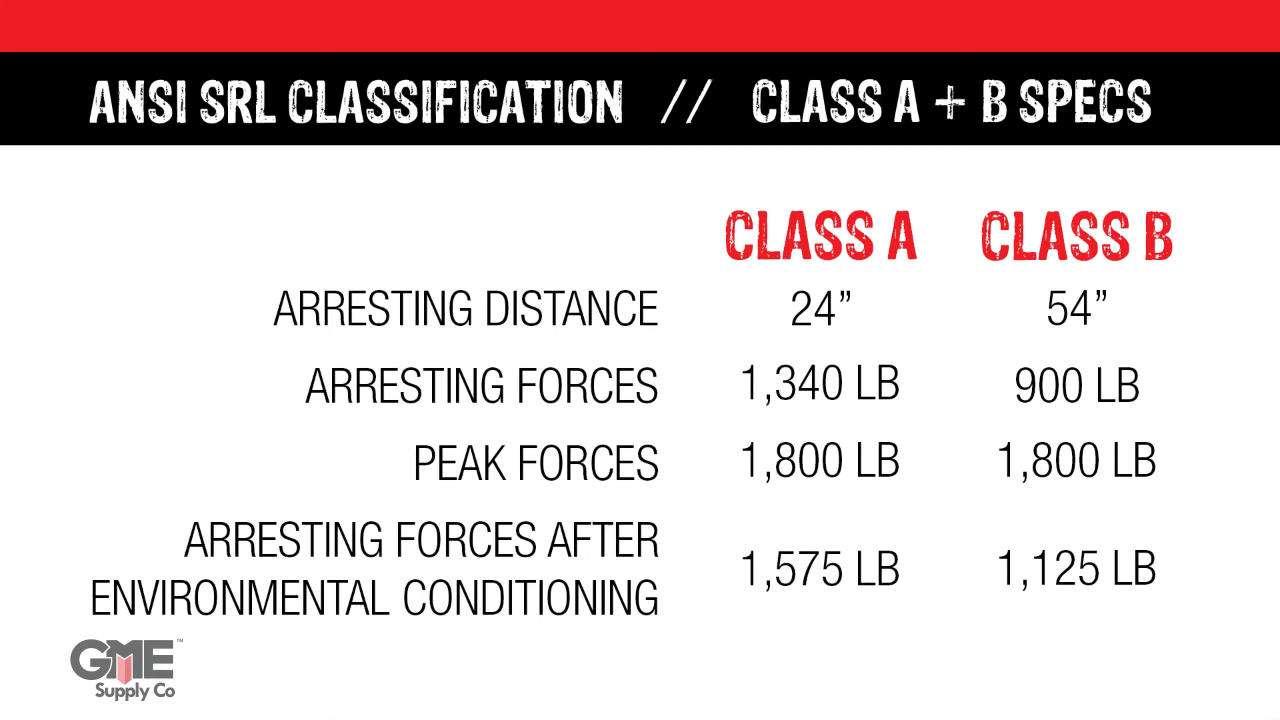 ANSI SRL CLASSIFICATION // CLASS A + B SPECS
CLASS A CLASS B
ARRESTING DISTANCE 24” 54”
ARRESTING FORCES 1,340 LB 900 LB
PEAK FORCES 1,800 LB 1,800 LB
ARRESTING FORCES AFTER
ENVIRONMENTAL CONDITIONING 1,575 LB 1,125 LB
GME™
Supply Co